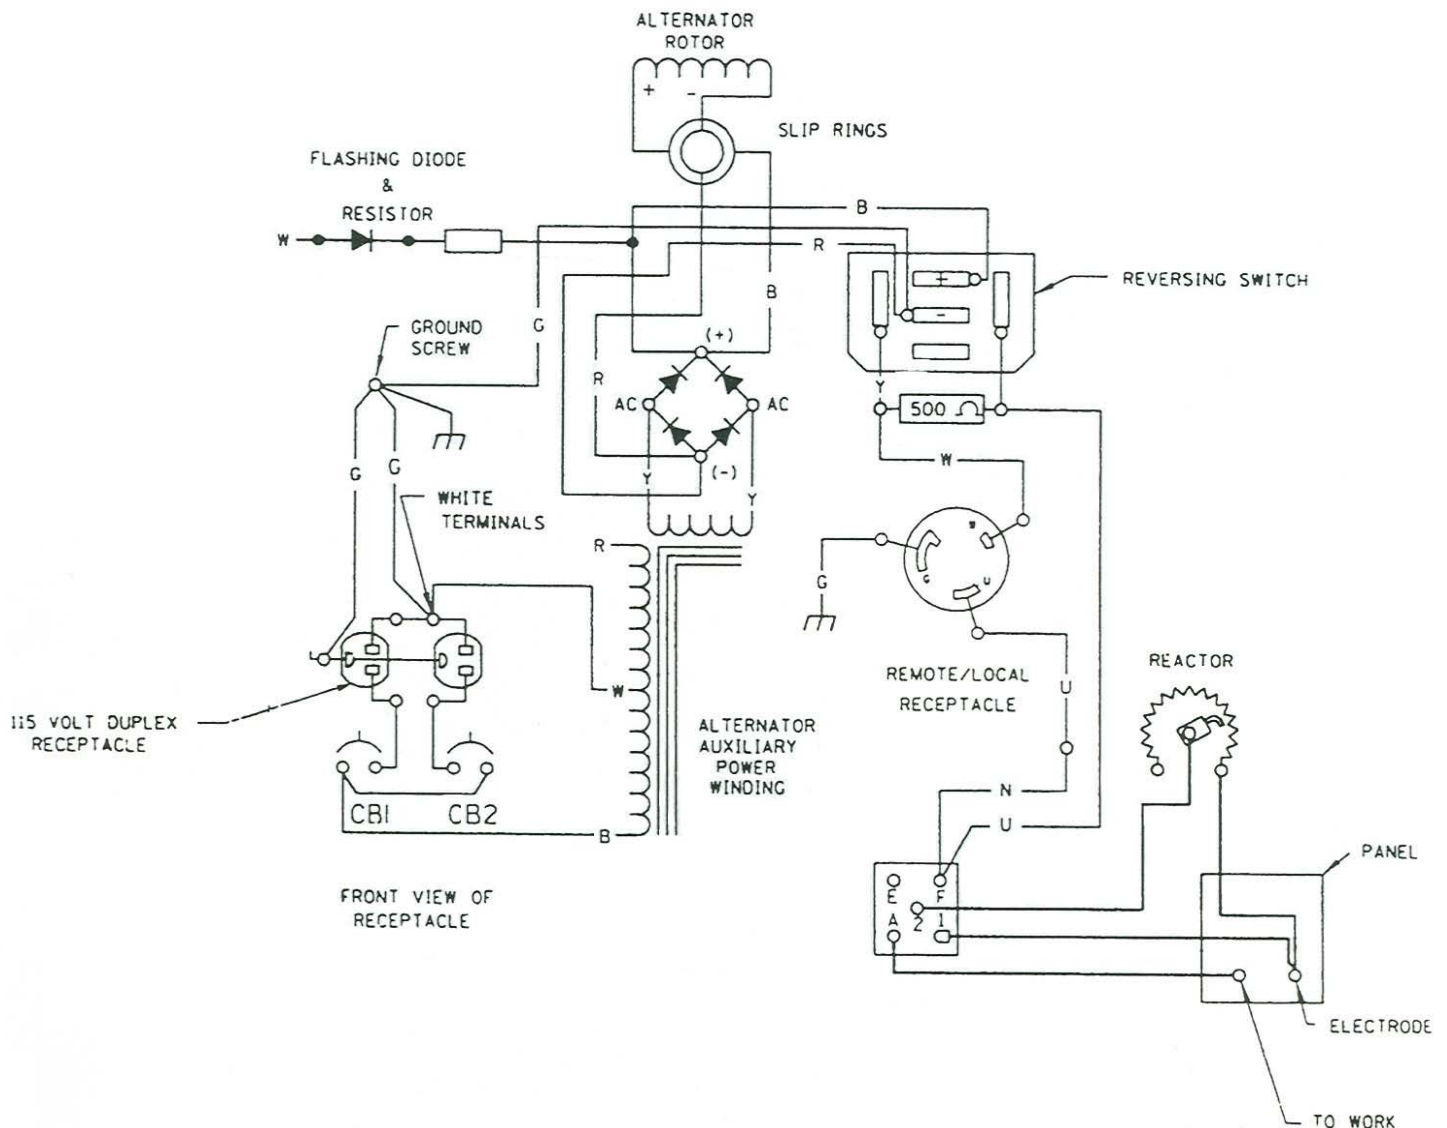 ALTERNATOR
ROTOR
+ -
SLIP RINGS
FLASHING DIODE
&
RESISTOR
W
B
R
REVERSING SWITCH
+
-
B
G
GROUND
SCREW
(+)
R
AC
AC
Y
500 Ω
G
G
(-)
Y
Y
W
WHITE
TERMINALS
R
W
G
U
G
REMOTE/LOCAL
RECEPTACLE
U
REACTOR
W
115 VOLT DUPLEX
RECEPTACLE
ALTERNATOR
AUXILIARY
POWER
WINDING
N
U
CB1
CB2
B
PANEL
FRONT VIEW OF
RECEPTACLE
E
F
A
2
1
ELECTRODE
TO WORK